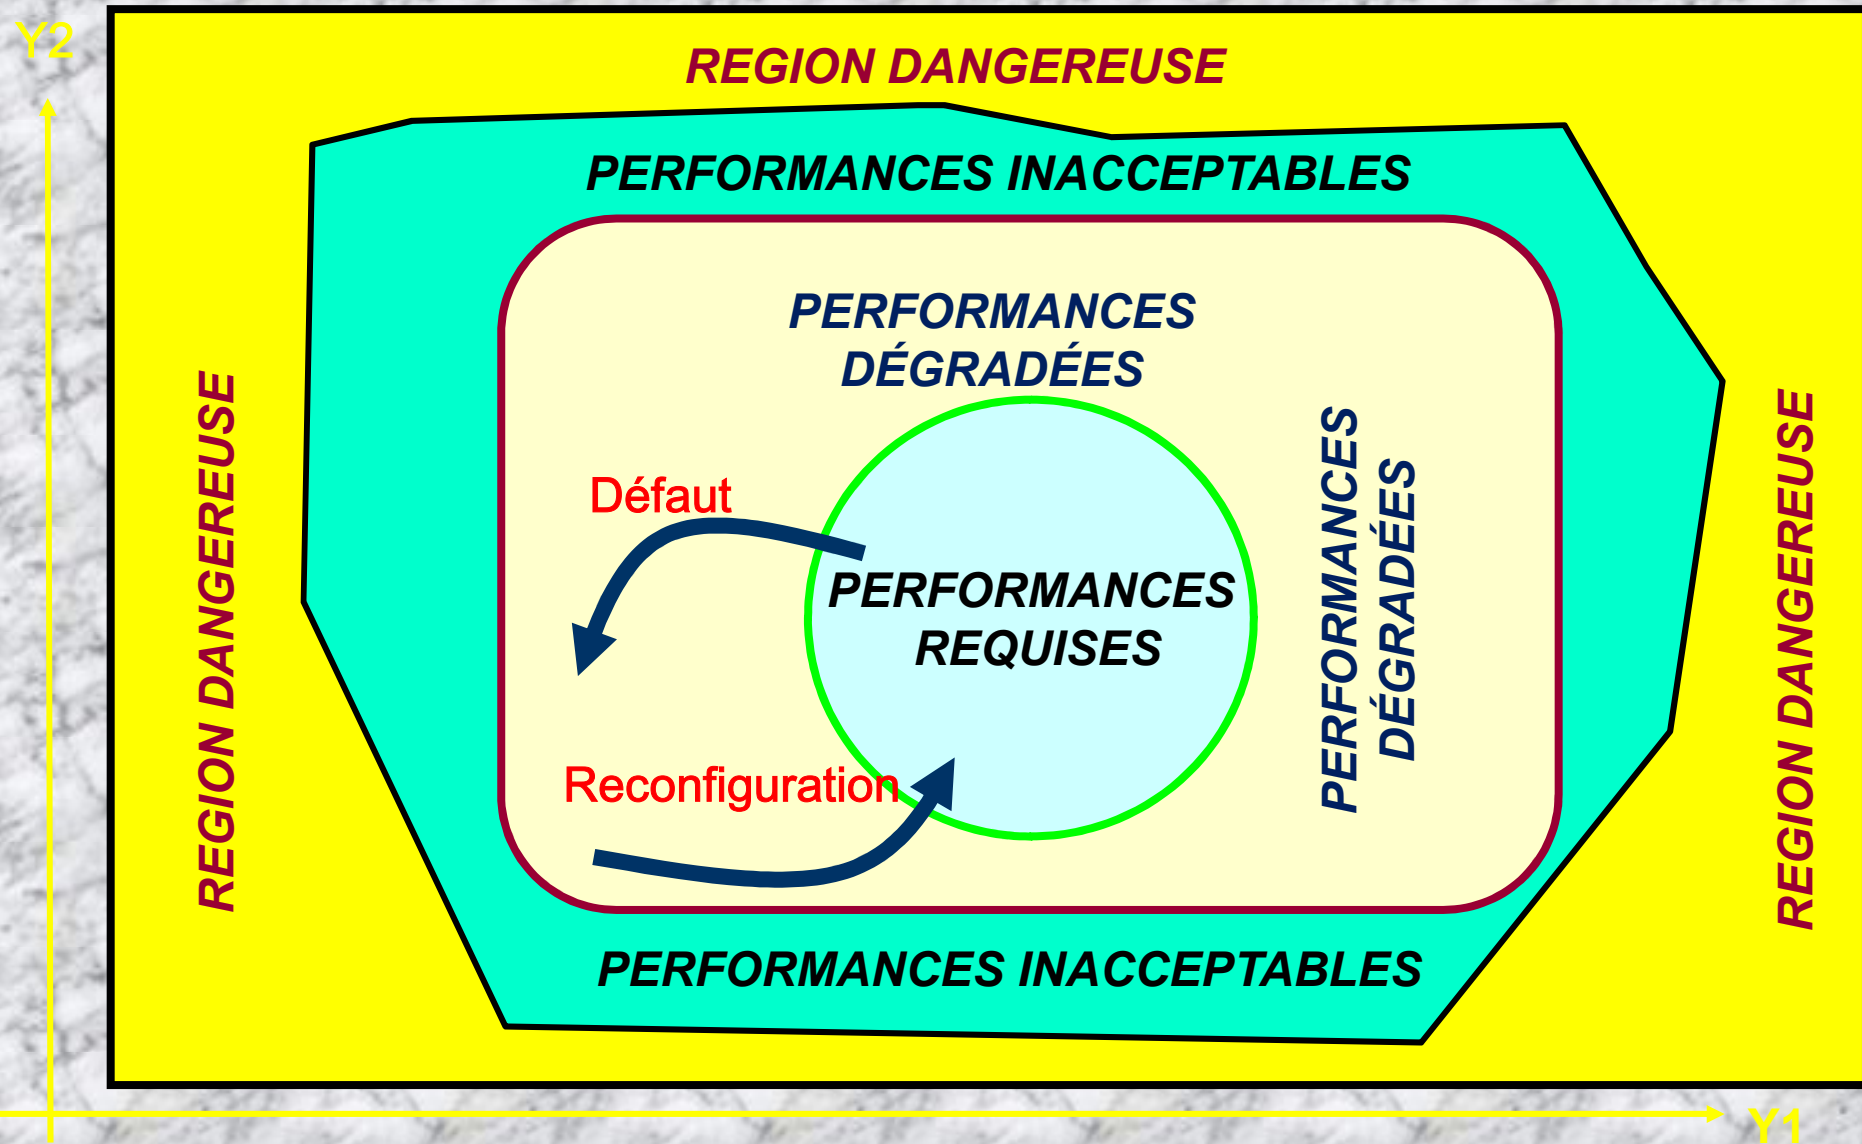 Y2
REGION DANGEREUSE
PERFORMANCES INACCEPTABLES
PERFORMANCES
DÉGRADÉES
REGION DANGEREUSE
Défaut
PERFORMANCES
REQUISES
PERFORMANCES
DÉGRADÉES
REGION DANGEREUSE
Reconfiguration
PERFORMANCES INACCEPTABLES
Y1